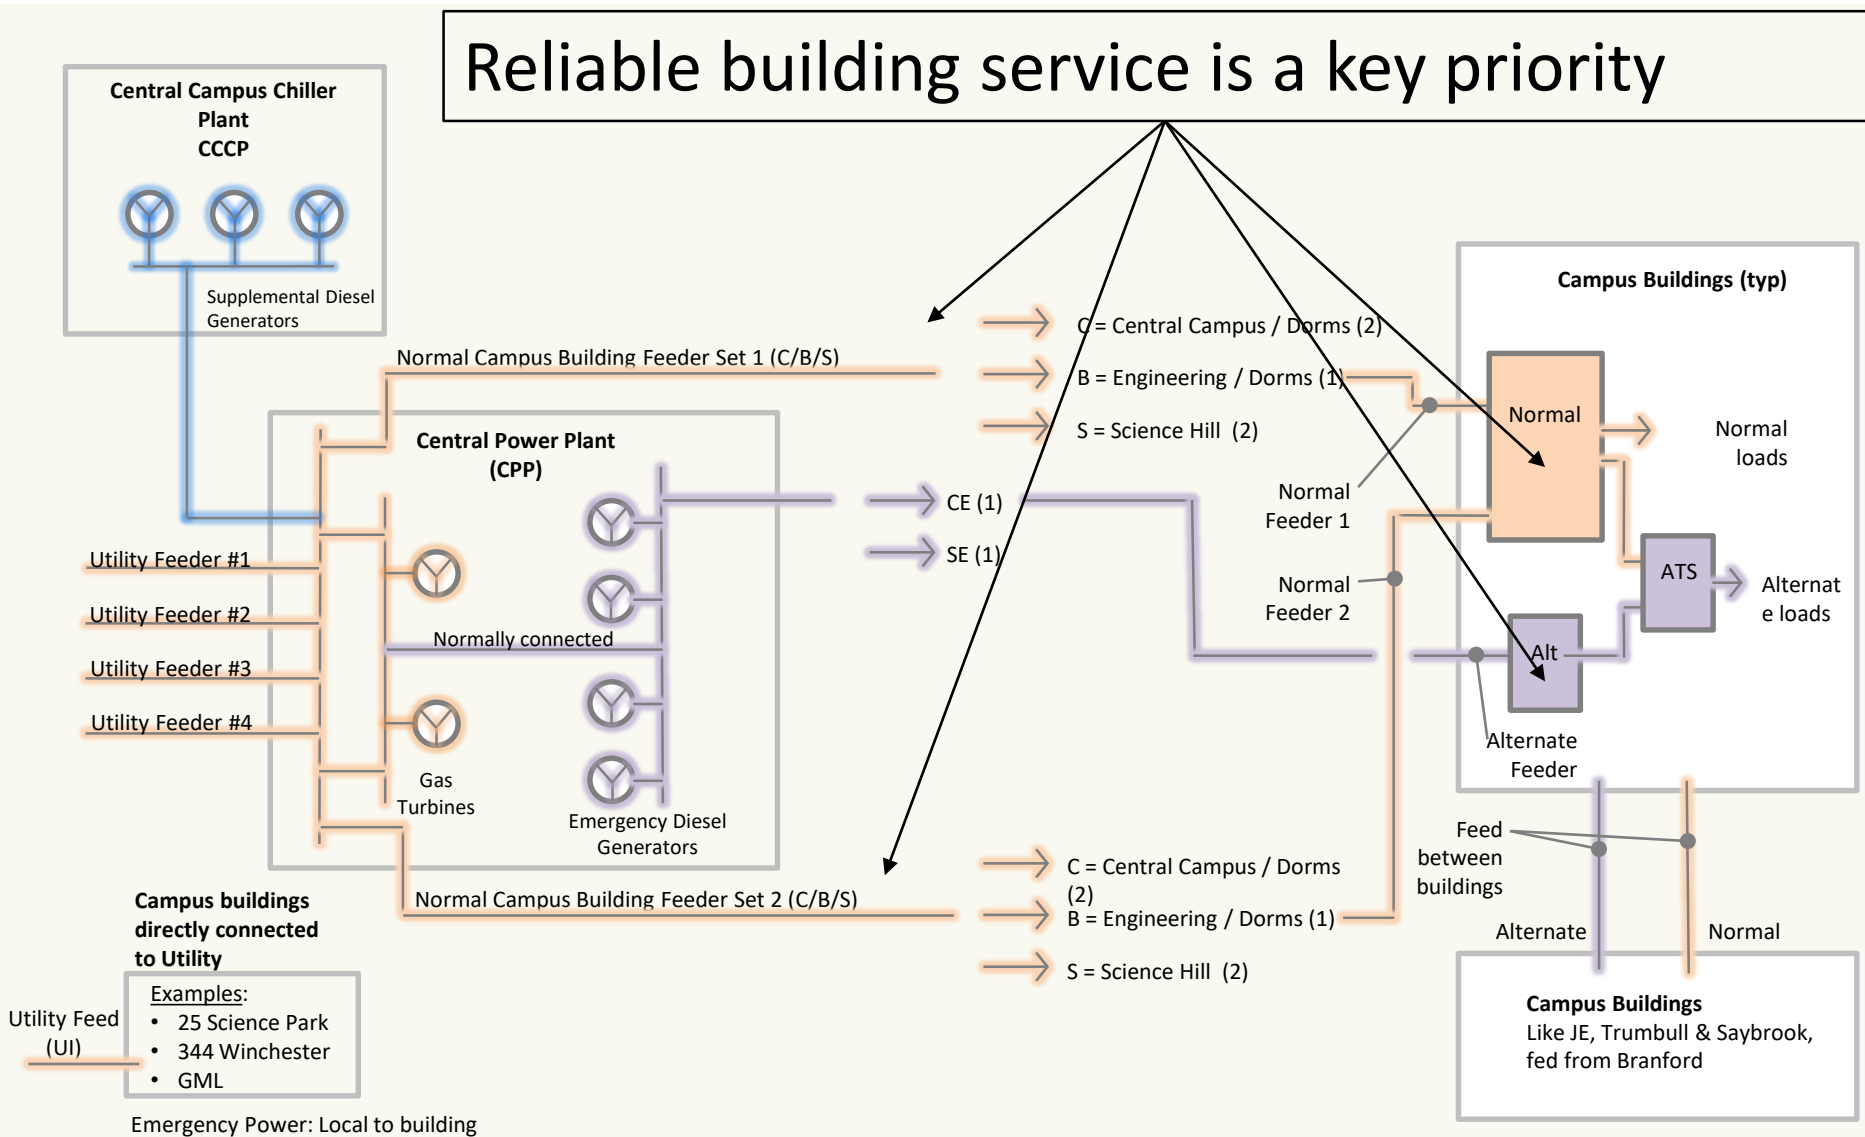 Reliable building service is a key priority
Central Campus Chiller
Plant
CCCP
Supplemental Diesel
Generators
Normal Campus Building Feeder Set 1 (C/B/S)
C = Central Campus / Dorms (2)
B = Engineering / Dorms (1)
S = Science Hill (2)
Central Power Plant
(CPP)
CE (1)
SE (1)
Utility Feeder #1
Utility Feeder #2
Utility Feeder #3
Utility Feeder #4
Normally connected
Gas
Turbines
Emergency Diesel
Generators
Normal Campus Building Feeder Set 2 (C/B/S)
C = Central Campus / Dorms
(2)
B = Engineering / Dorms (1)
S = Science Hill (2)
Campus Buildings (typ)
Normal
Normal
loads
Normal
Feeder 1
Normal
Feeder 2
ATS
Alternat
e loads
Alt
Alternate
Feeder
Feed
between
buildings
Alternate
Normal
Campus Buildings
Like JE, Trumbull & Saybrook,
fed from Branford
Campus buildings
directly connected
to Utility
Utility Feed
(UI)
Examples:
• 25 Science Park
• 344 Winchester
• GML
Emergency Power: Local to building